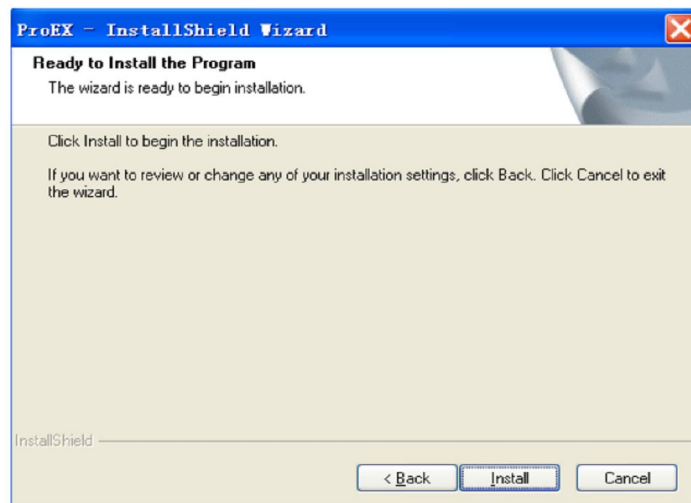 ProEX - InstallShield Wizard
Ready to Install the Program
The wizard is ready to begin installation.
Click Install to begin the installation.
If you want to review or change any of your installation settings, click Back. Click Cancel to exit
the wizard.
InstallShield
< Back
Install
Cancel